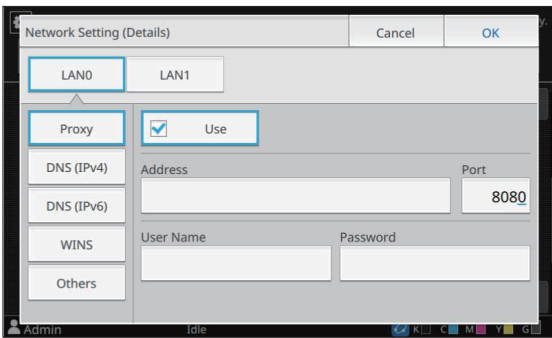 Network Setting (Details)
Cancel
OK
y.
LAN0
LAN1
Proxy
Use
DNS (IPv4)
Address
Port
DNS (IPv6)
8080
WINS
User Name
Password
Others
Admin
Idle
K
C
M
Y
G